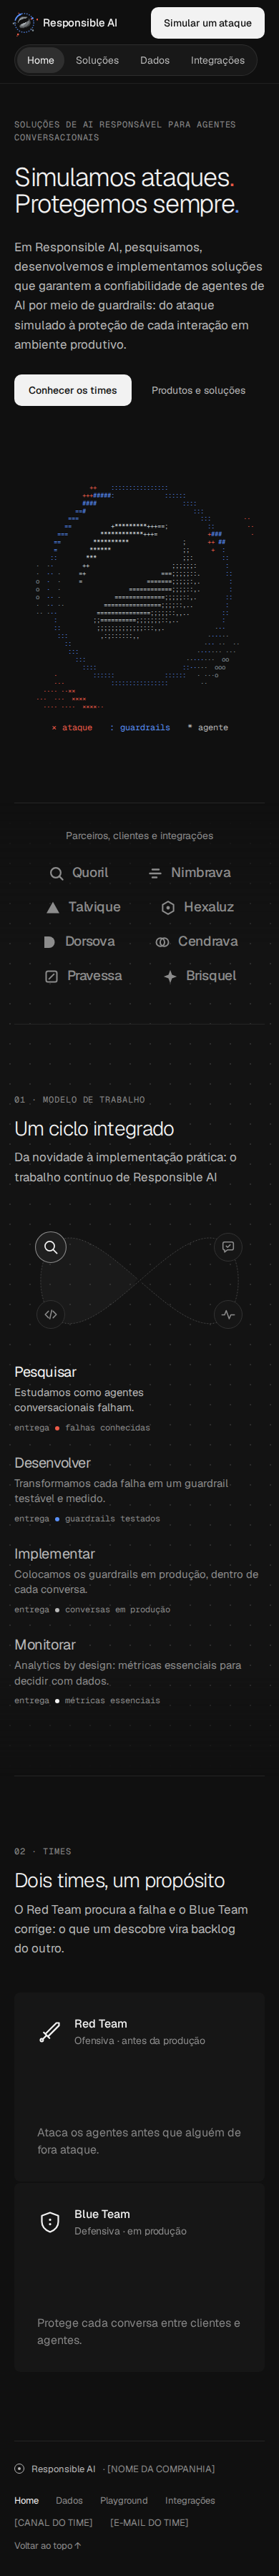 Responsible AI
Simular um ataque
Home Soluções Dados Integrações
SOLUÇÕES DE AI RESPONSÁVEL PARA AGENTES
CONVERSACIONAIS
Simulamos ataques.
Protegemos sempre.
Em Responsible AI, pesquisamos,
desenvolvemos e implementamos soluções
que garantem a confiabilidade de agentes de
AI por meio de guardrails: do ataque
simulado à proteção de cada interação em
ambiente produtivo.
Conhecer os times
Produtos e soluções
× ataque : guardrails * agente
Parceiros, clientes e integrações
Quoril Nimbrava
Talvique Hexaluz
Dorsova Cendrava
Pravessa Brisquel
01 · MODELO DE TRABALHO
Um ciclo integrado
Da novidade à implementação prática: o
trabalho contínuo de Responsible AI
Pesquisar
Estudamos como agentes
conversacionais falham.
entrega ● falhas conhecidas
Desenvolver
Transformamos cada falha em um guardrail
testável e medido.
entrega ● guardrails testados
Implementar
Colocamos os guardrails em produção, dentro de
cada conversa.
entrega ● conversas em produção
Monitorar
Analytics by design: métricas essenciais para
decidir com dados.
entrega ● métricas essenciais
02 · TIMES
Dois times, um propósito
O Red Team procura a falha e o Blue Team
corrige: o que um descobre vira backlog
do outro.
Red Team
Ofensiva · antes da produção
Ataca os agentes antes que alguém de
fora ataque.
Blue Team
Defensiva · em produção
Protege cada conversa entre clientes e
agentes.
Responsible AI · [NOME DA COMPANHIA]
Home Dados Playground Integrações
[CANAL DO TIME] [E-MAIL DO TIME]
Voltar ao topo ↑